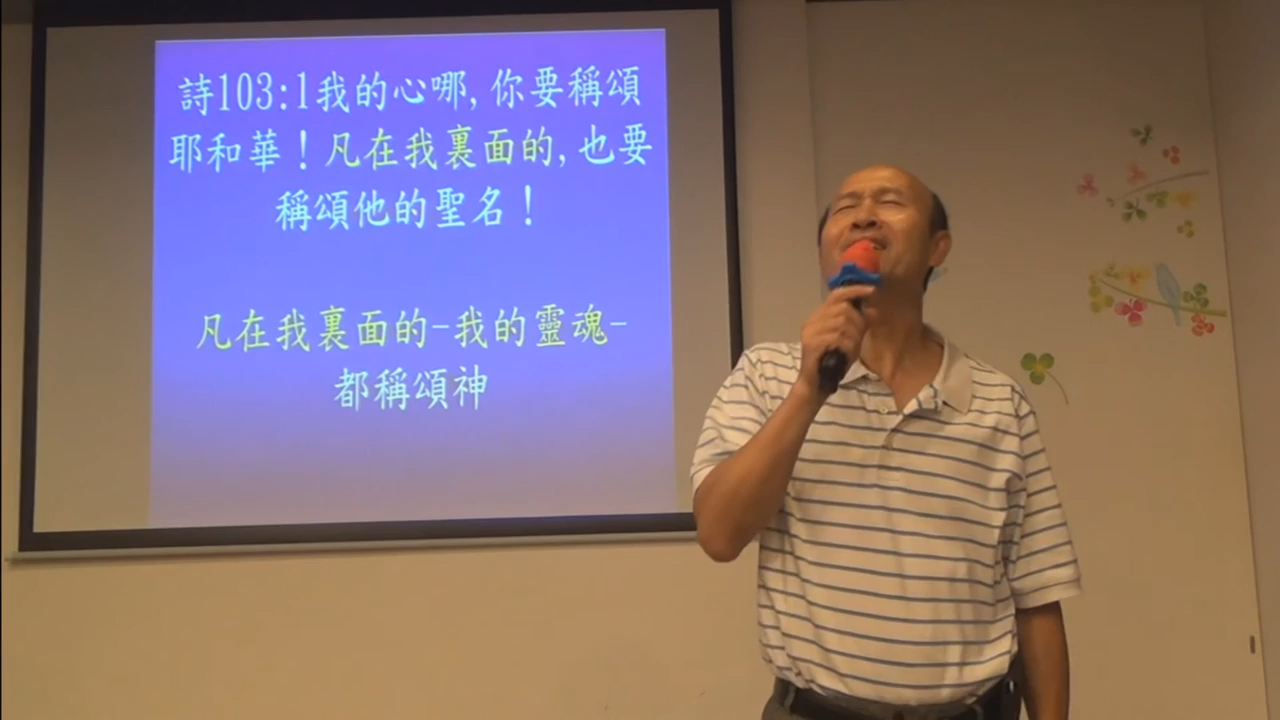 詩103:1我的心哪,你要稱頌
耶和華!凡在我裏面的,也要
稱頌他的聖名!
凡在我裏面的-我的靈魂-
都稱頌神